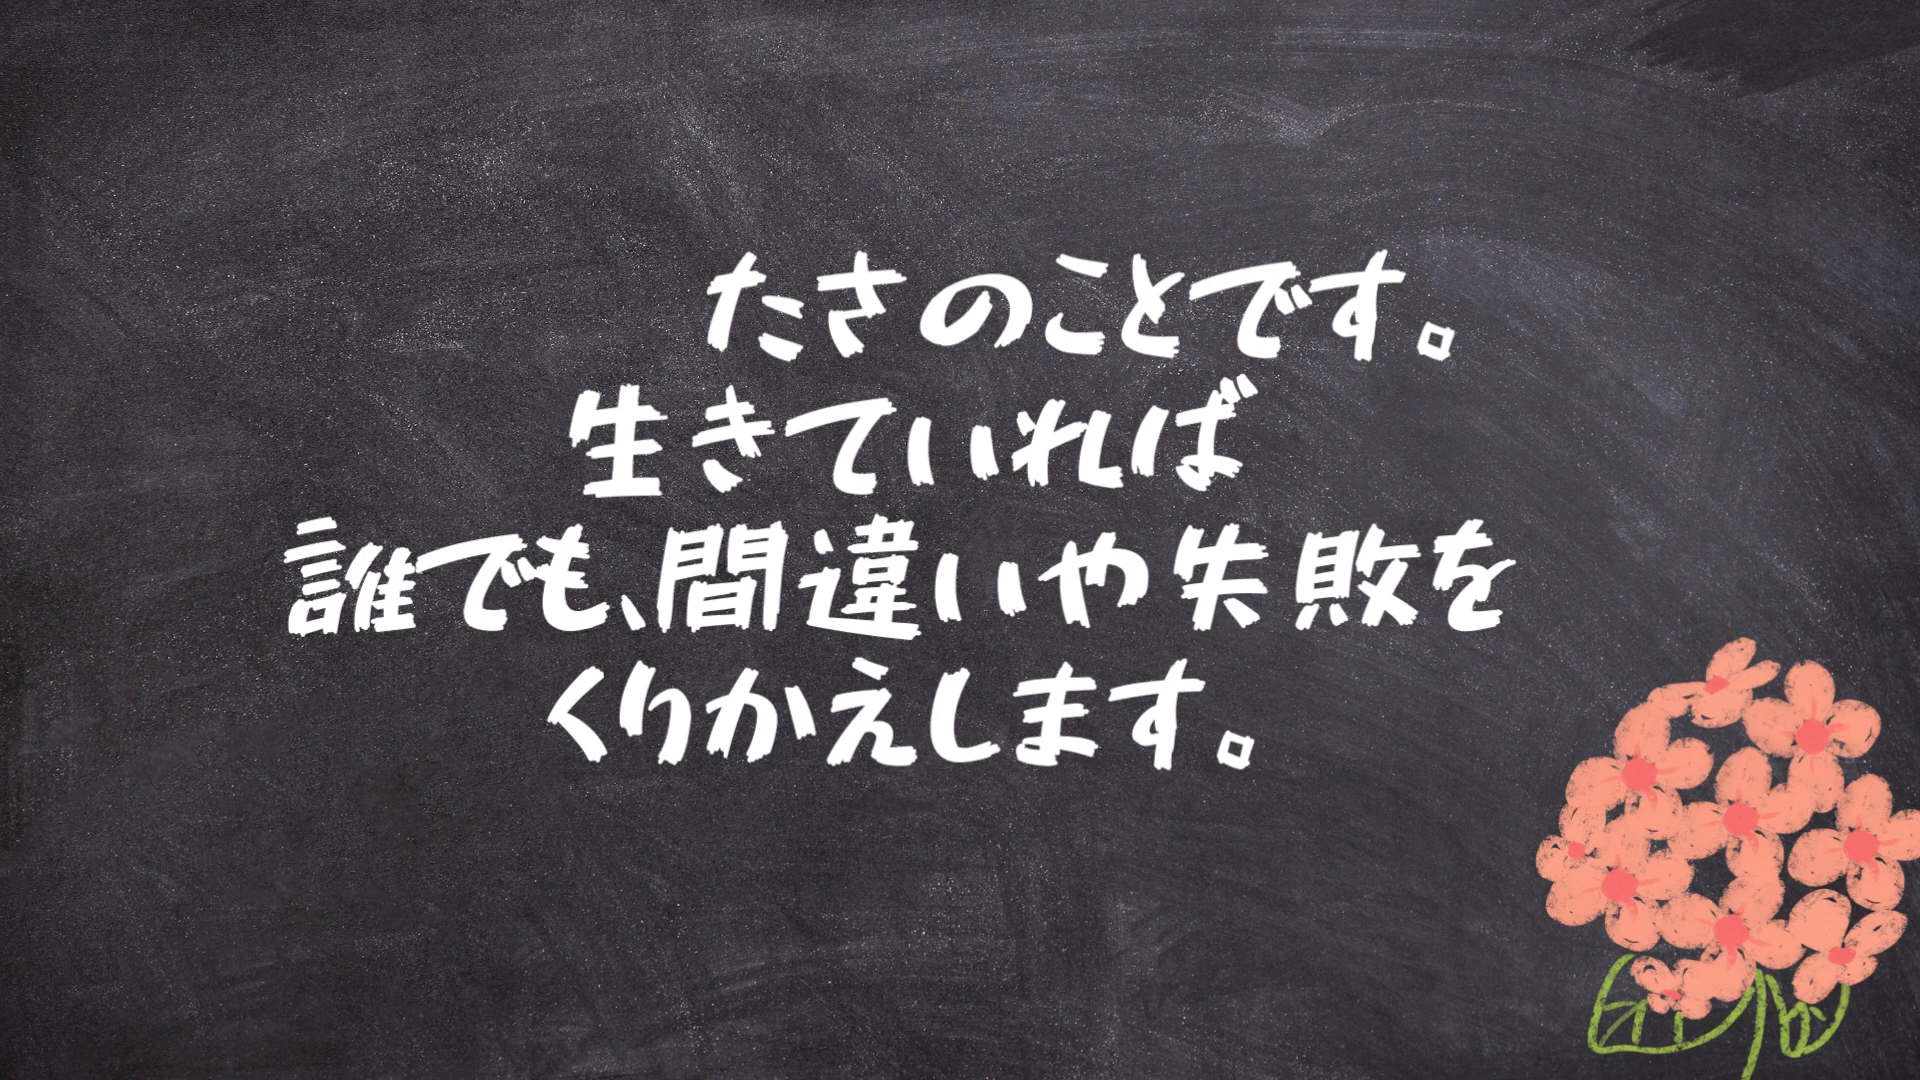 たさのことです。
生きていれば
誰でも、間違いや失敗を
くりかえします。